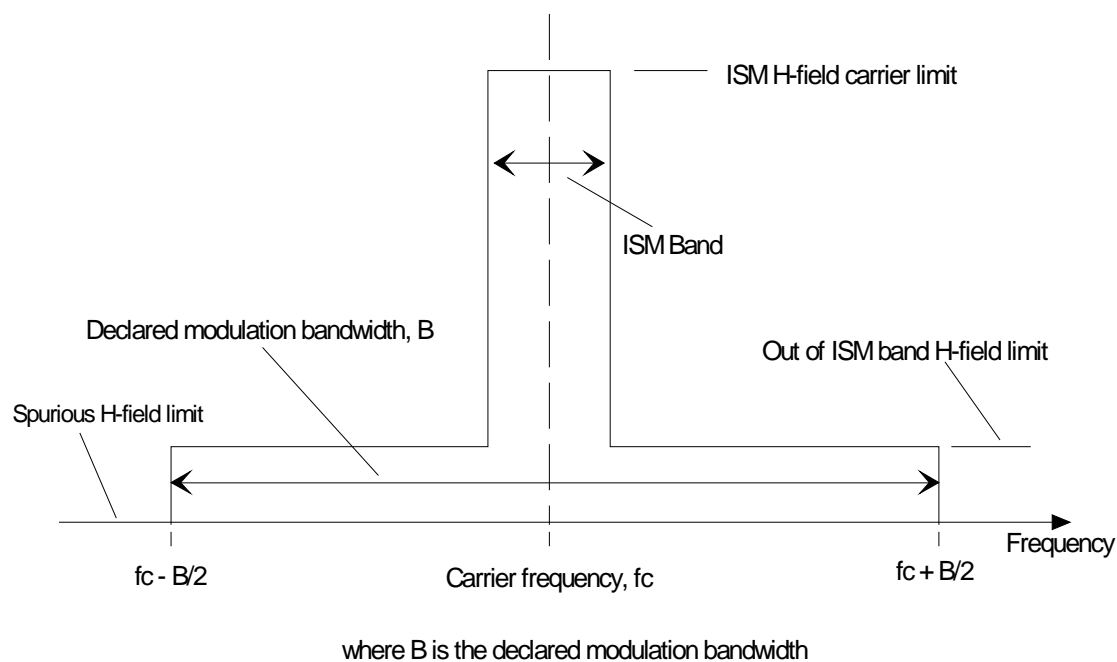 ISM H-field carrier limit
ISM Band
Declared modulation bandwidth, B
Out of ISM band H-field limit
Spurious H-field limit
Frequency
fc - B/2
Carrier frequency, fc
fc + B/2
where B is the declared modulation bandwidth